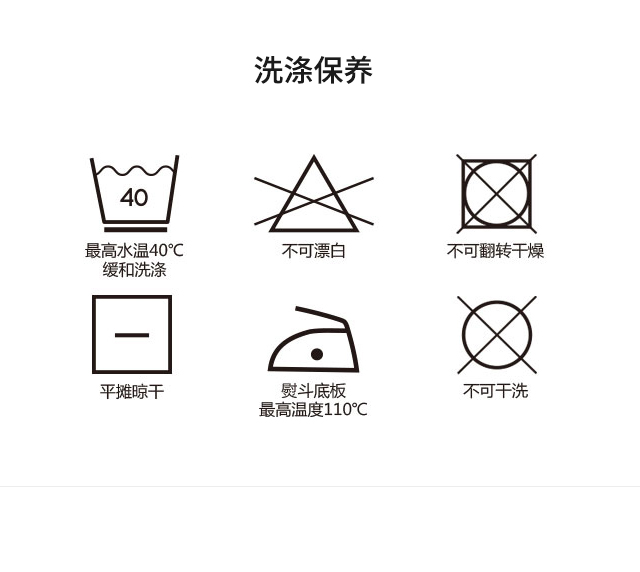 洗涤保养
40
最高水温40℃
缓和洗涤
不可漂白
不可翻转干燥
平摊晾干
熨斗底板
最高温度110℃
不可干洗